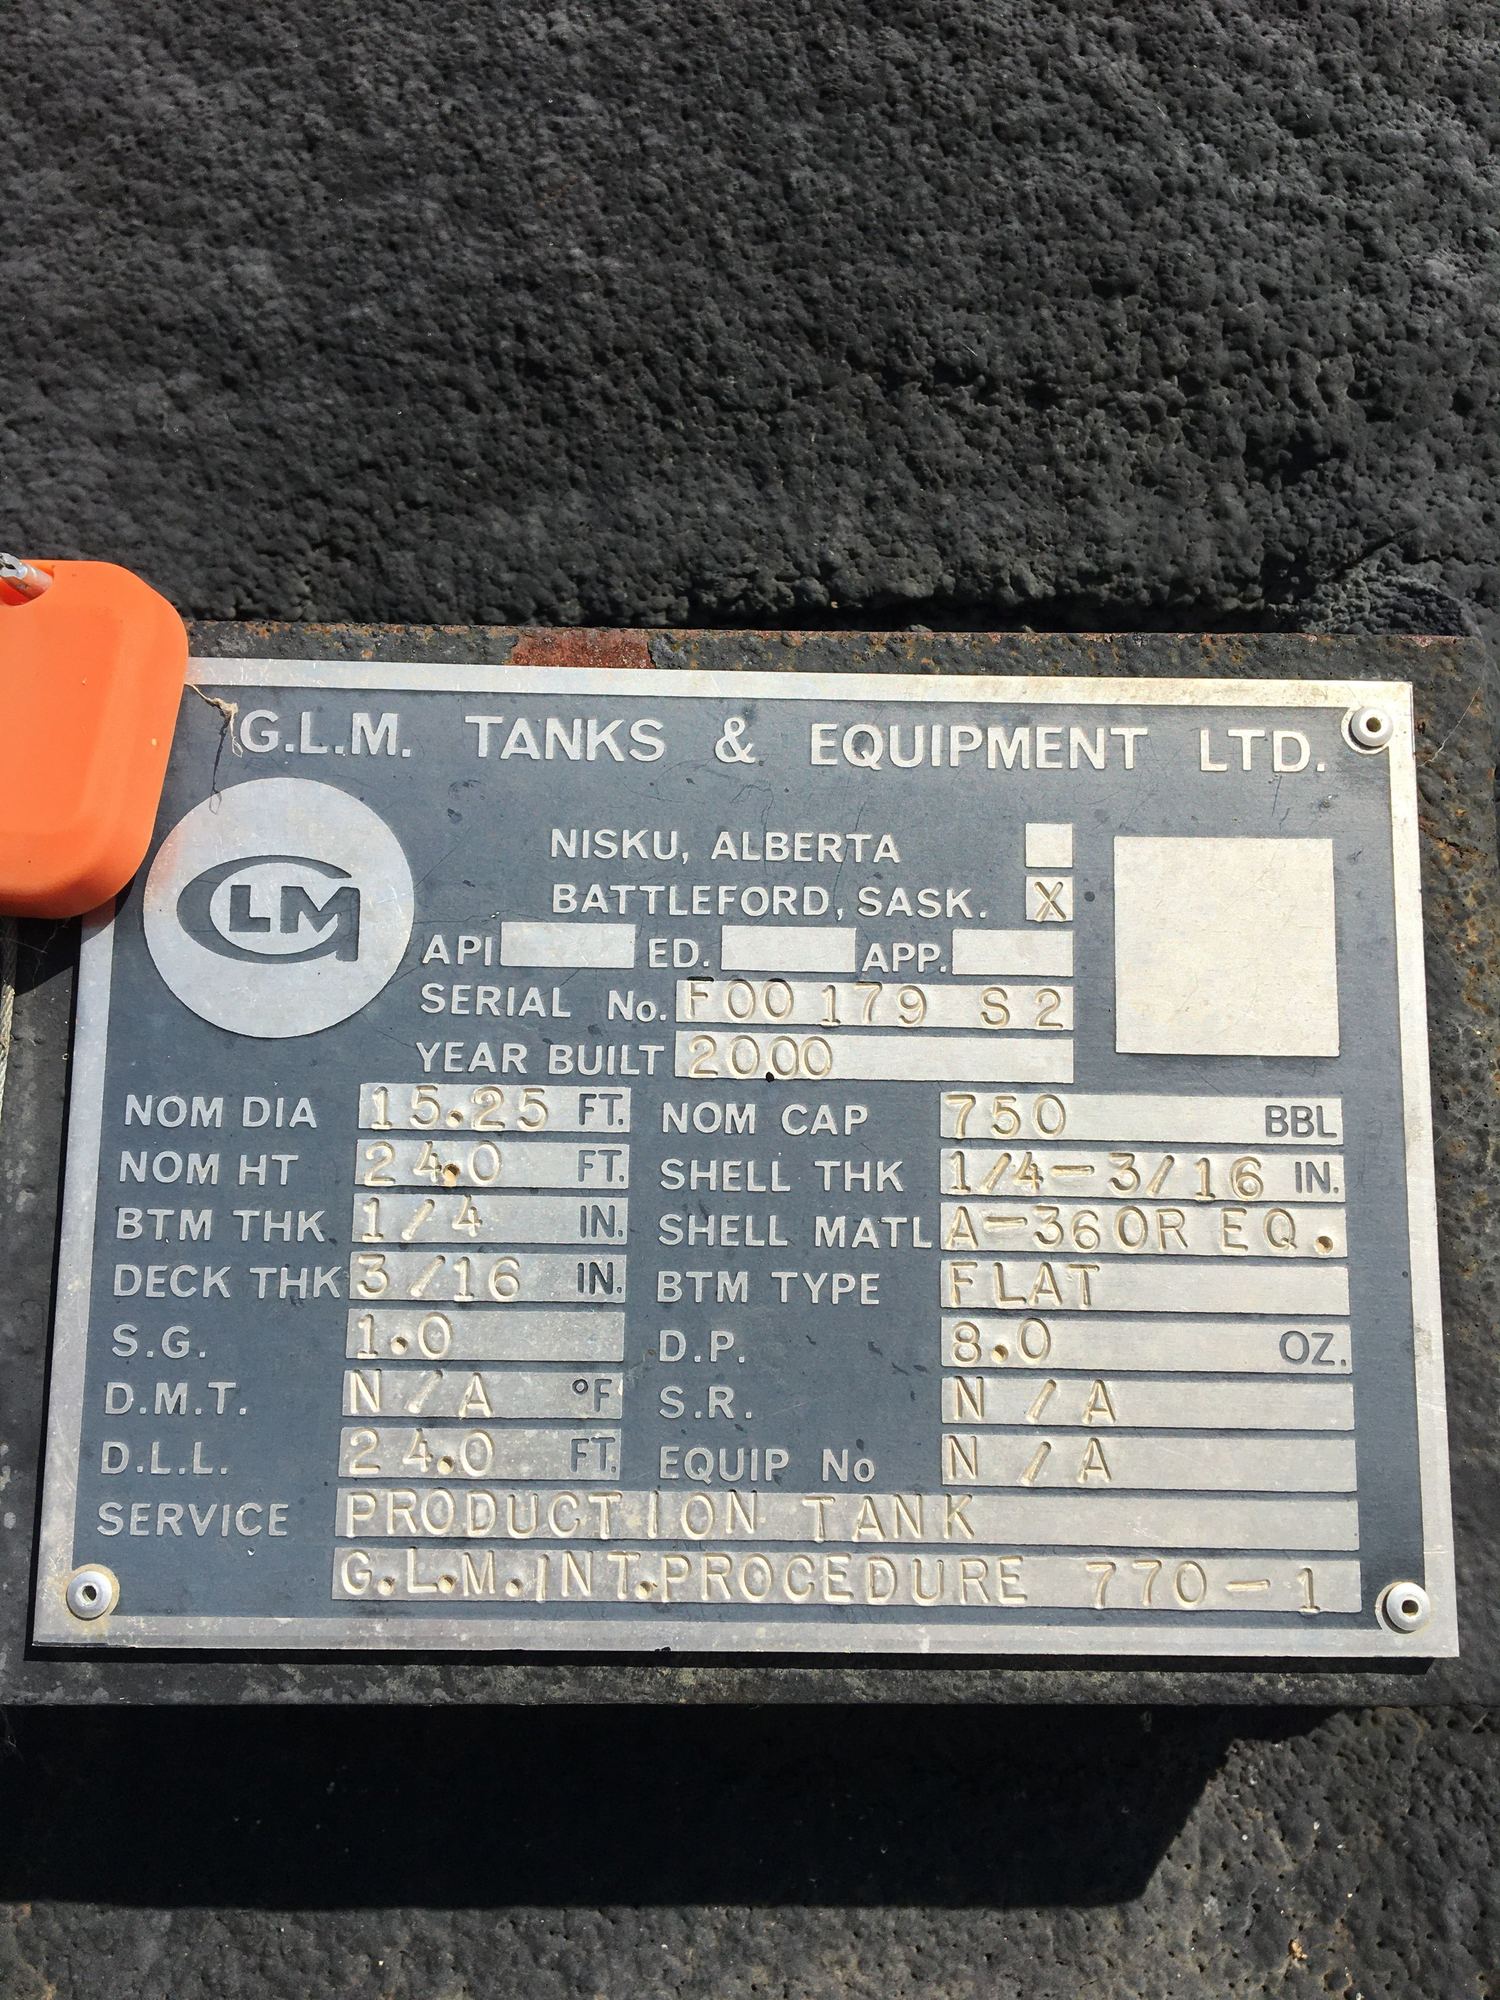 G.L.M. TANKS & EQUIPMENT LTD.
GLM
NISKU, ALBERTA
BATTLEFORD, SASK. X
API ED. APP.
SERIAL No. F00179 S2
YEAR BUILT 2000
NOM DIA 15.25 FT. NOM CAP 750 BBL
NOM HT 24.0 FT. SHELL THK 1/4-3/16 IN.
BTM THK 1/4 IN. SHELL MATL A-36OR EQ.
DECK THK 3/16 IN. BTM TYPE FLAT
S.G. 1.0 D.P. 8.0 OZ.
D.M.T. N/A °F S.R. N/A
D.L.L. 24.0 FT. EQUIP No N/A
SERVICE PRODUCTION TANK
G.L.M.INT.PROCEDURE 770-1